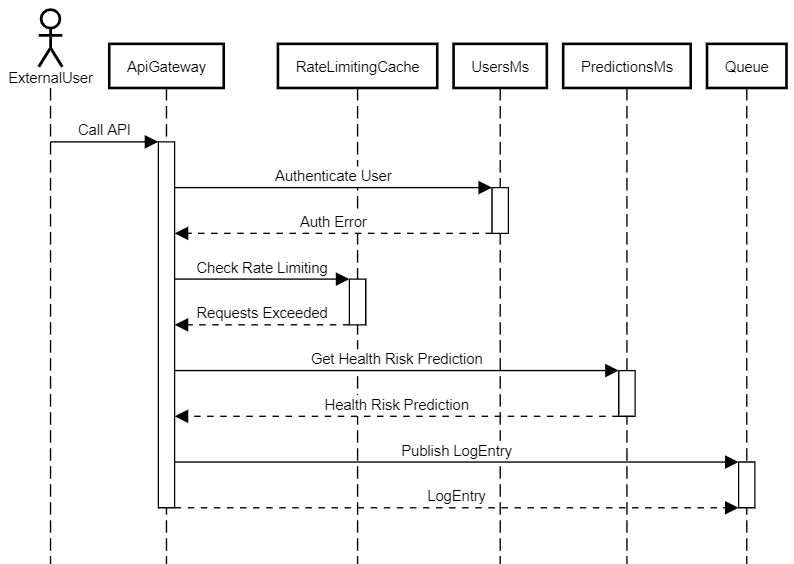 ExternalUser
ApiGateway
RateLimitingCache
UsersMs
PredictionsMs
Queue
Call API
Authenticate User
Auth Error
Check Rate Limiting
Requests Exceeded
Get Health Risk Prediction
Health Risk Prediction
Publish LogEntry
LogEntry